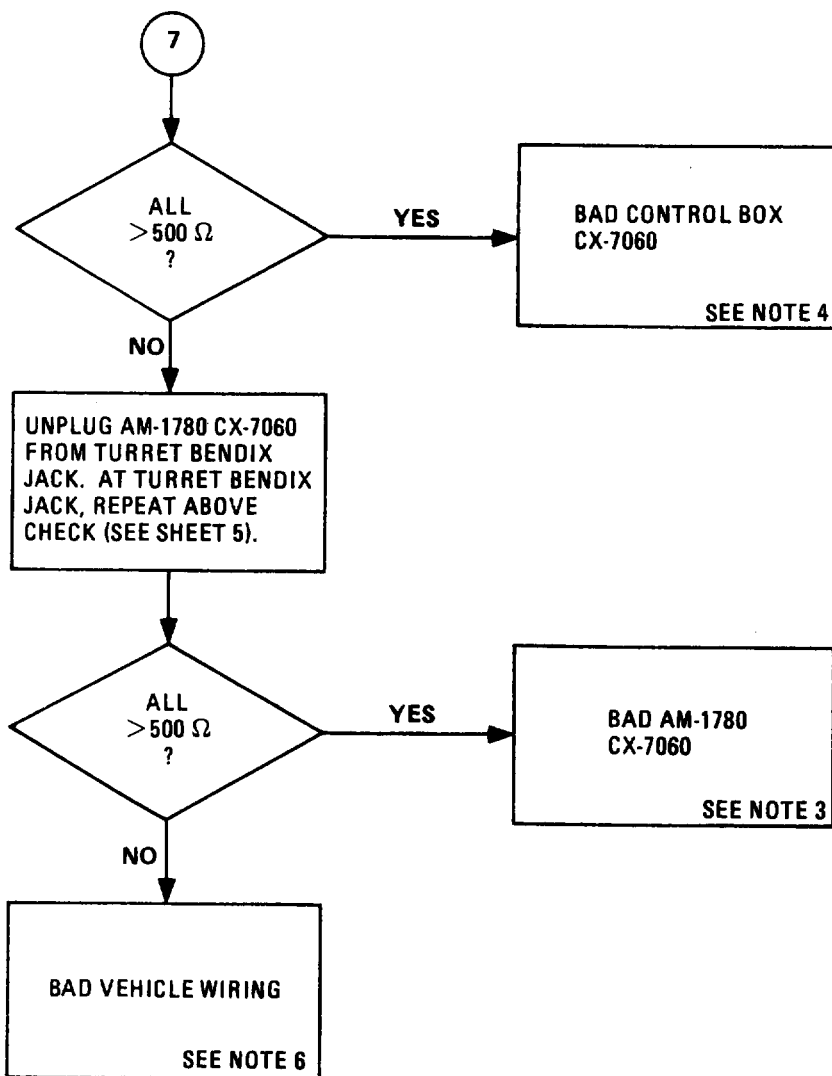 7
ALL
>500 Ω
?
YES
BAD CONTROL BOX
CX-7060
SEE NOTE 4
NO
UNPLUG AM-1780 CX-7060
FROM TURRET BENDIX
JACK. AT TURRET BENDIX
JACK, REPEAT ABOVE
CHECK (SEE SHEET 5).
ALL
>500 Ω
?
YES
BAD AM-1780
CX-7060
SEE NOTE 3
NO
BAD VEHICLE WIRING
SEE NOTE 6